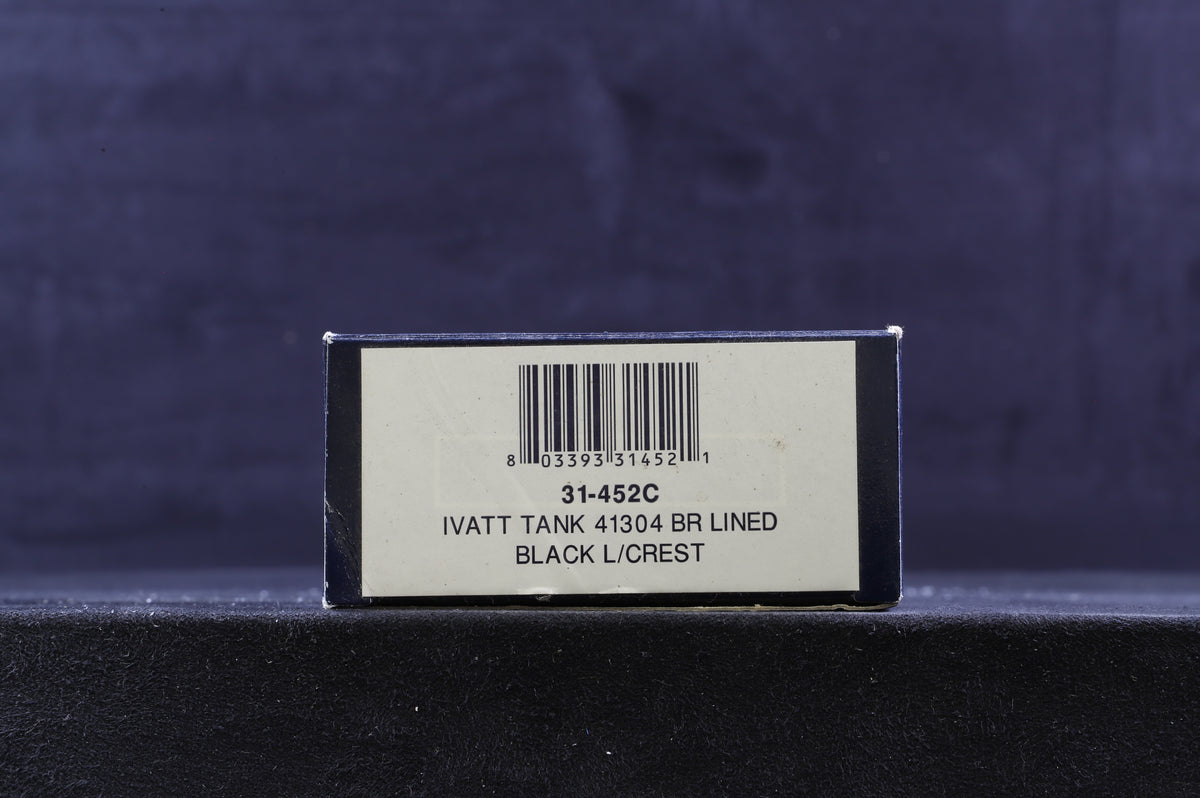 8 03393 31452 1
31-452C
IVATT TANK 41304 BR LINED
BLACK L/CREST